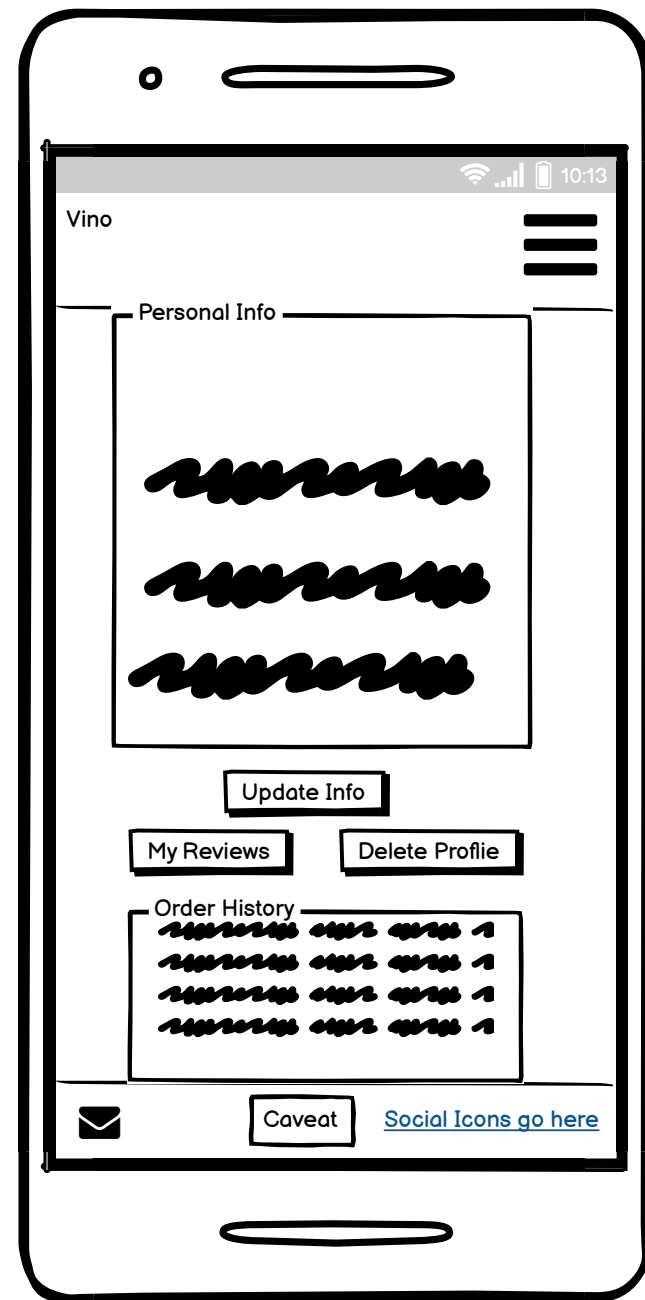 10:13
Vino
Personal Info
Update Info
My Reviews
Delete Proflie
Order History
Caveat
Social Icons go here